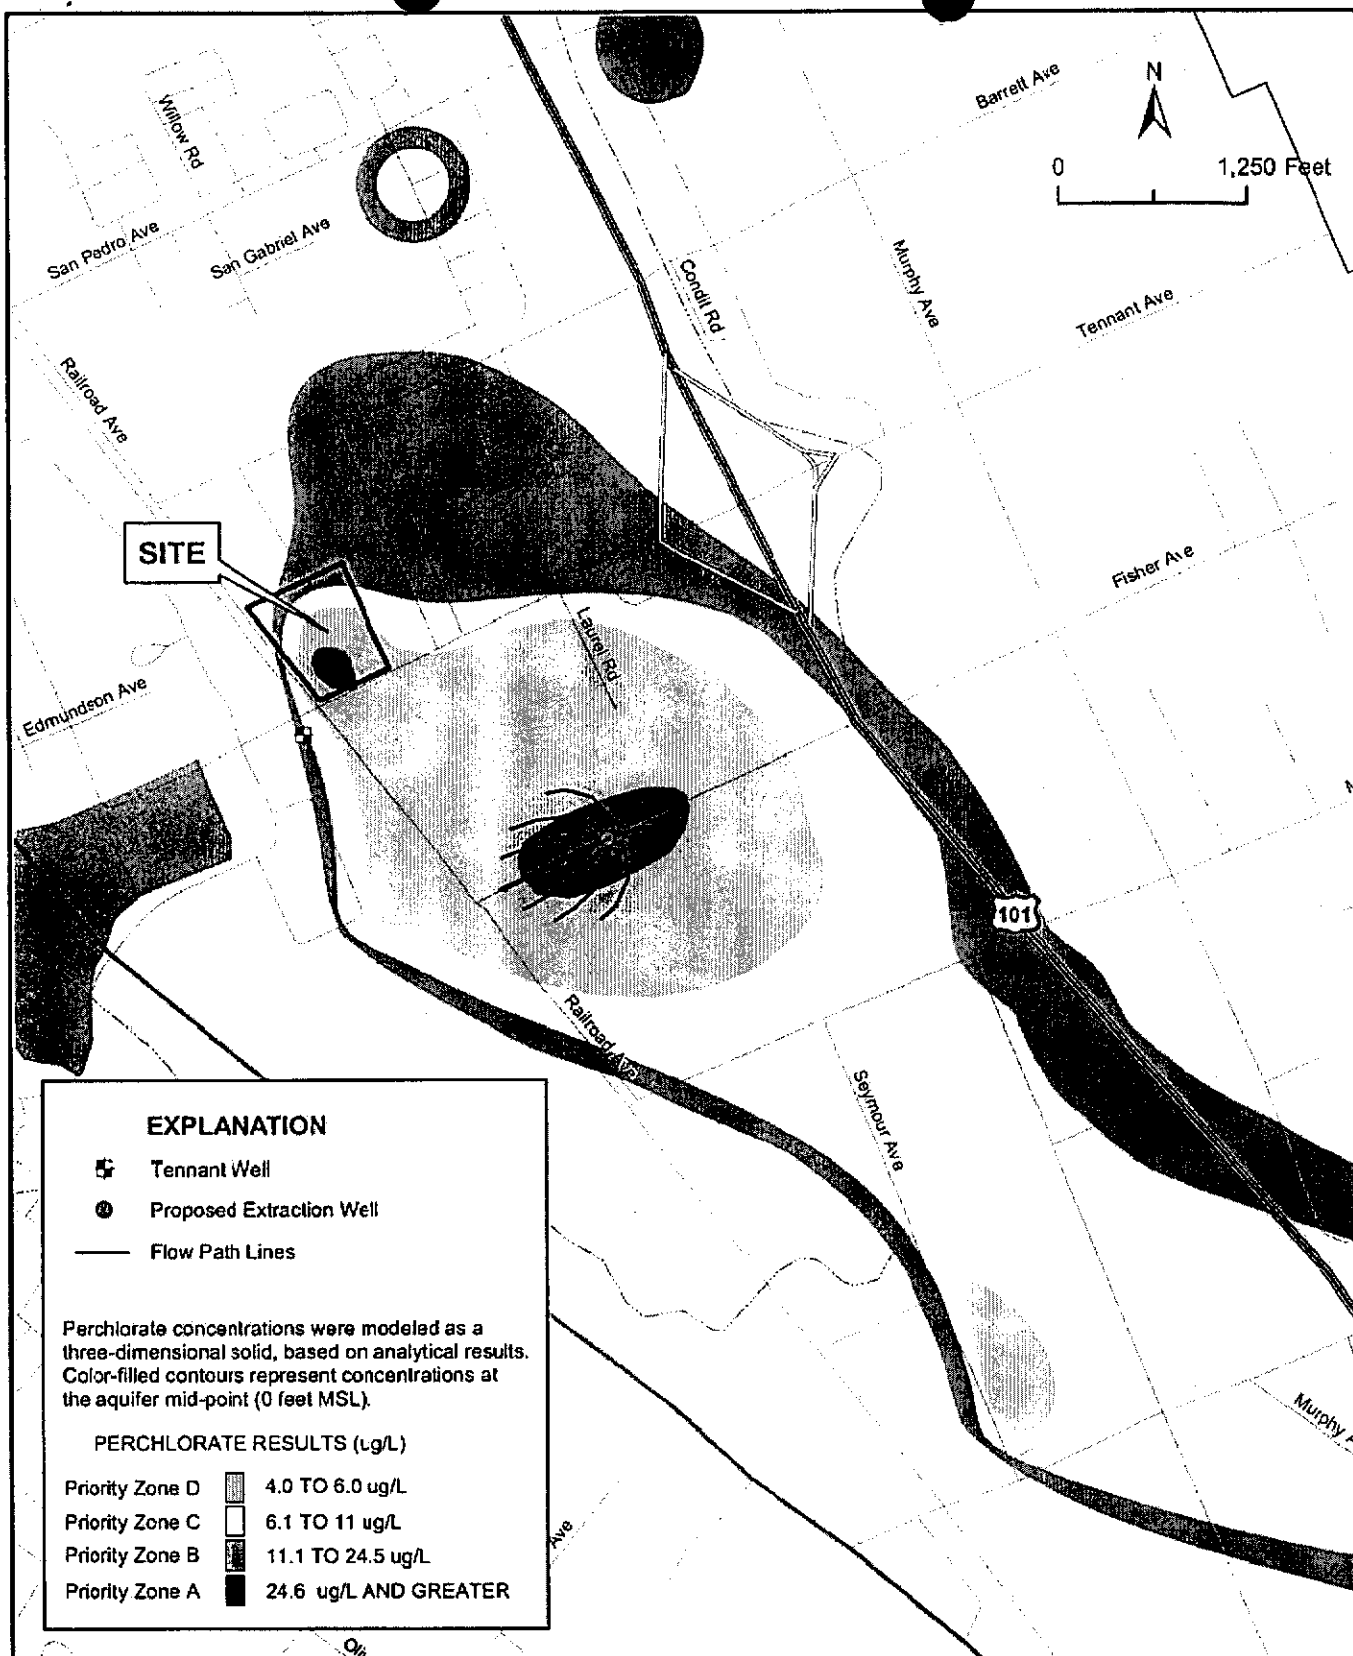 Barrett Ave
N
0 1,250 Feet
Willow Rd
San Pedro Ave
San Gabriel Ave
Condit Rd
Murphy Ave
Tennant Ave
Railroad Ave
SITE
Fisher Ave
Laurel Rd
Edmundson Ave
101
Railroad Ave
Seymour Ave
EXPLANATION
Tennant Well
Proposed Extraction Well
Flow Path Lines
Perchlorate concentrations were modeled as a
three-dimensional solid, based on analytical results.
Color-filled contours represent concentrations at
the aquifer mid-point (0 feet MSL).
PERCHLORATE RESULTS (ug/L)
Priority Zone D 4.0 TO 6.0 ug/L
Priority Zone C 6.1 TO 11 ug/L
Priority Zone B 11.1 TO 24.5 ug/L
Priority Zone A 24.6 ug/L AND GREATER
Murphy A
Ave